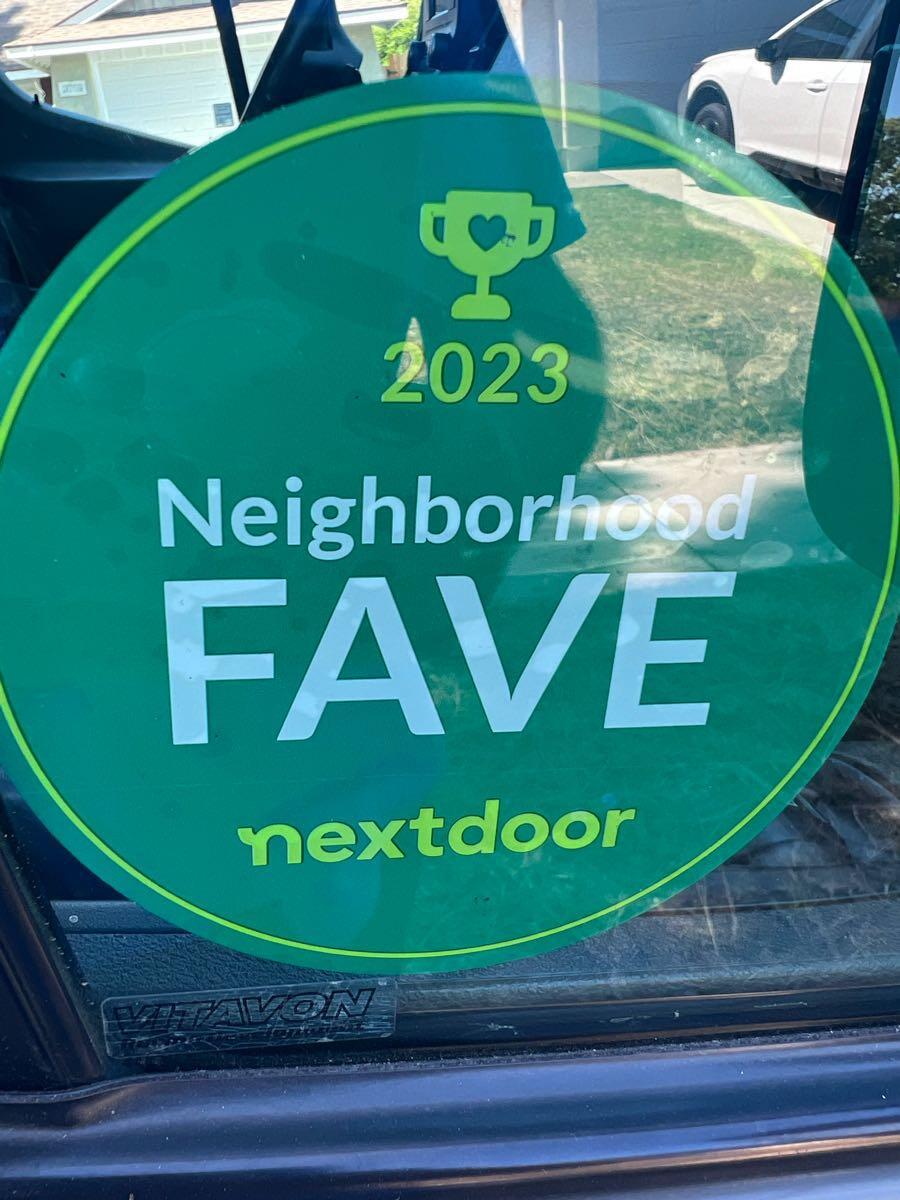 2023
Neighborhood
FAVE
nextdoor
VITAVON